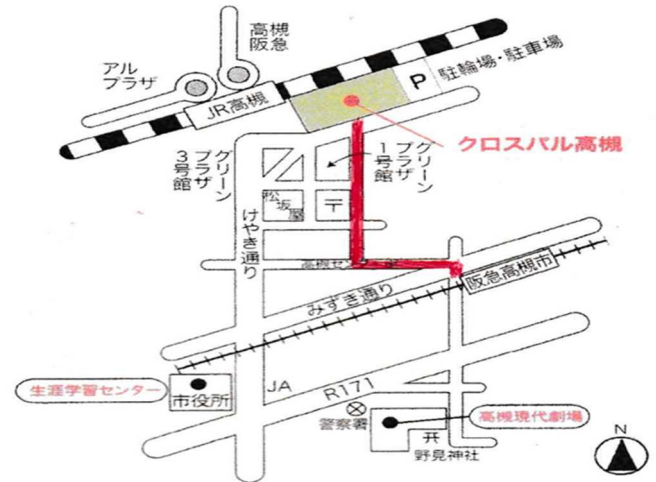 高槻
阪急
アル
プラザ
JR高槻
P
駐輪場・駐車場
クロスパル高槻
グリーン
プラザ
3号館
グリーン
プラザ
1号館
松坂屋
〒
けやき通り
高槻セン
阪急高槻市
みずき通り
生涯学習センター
市役所
JA
R171
警察署
高槻現代劇場
野見神社
N